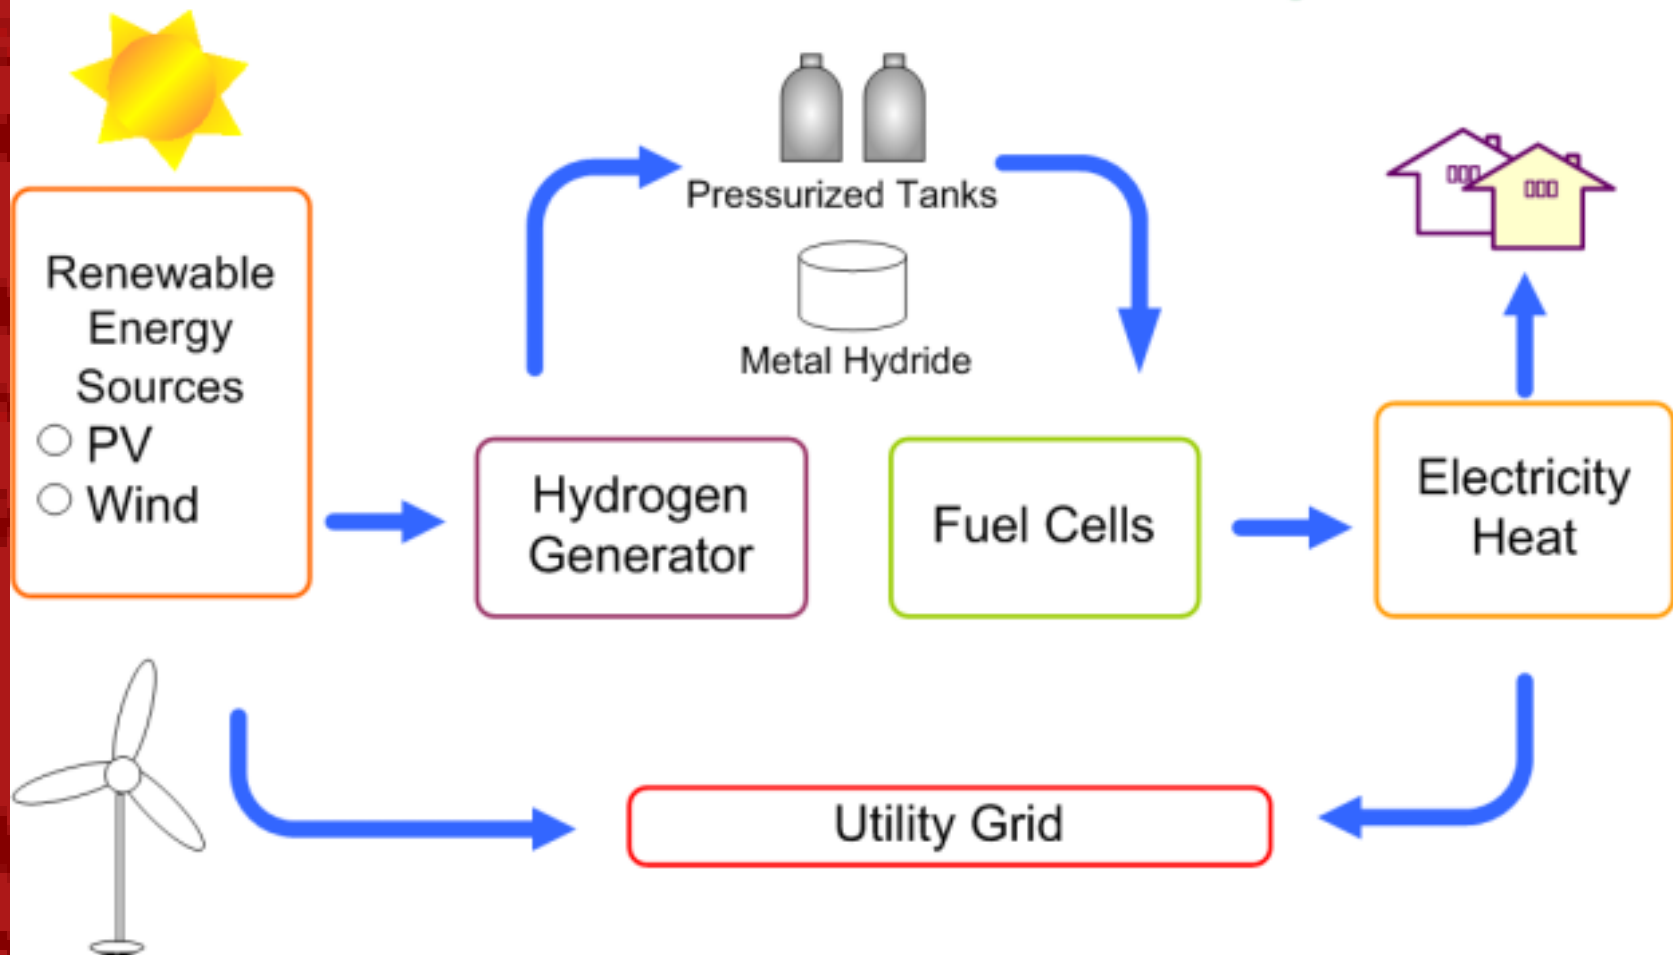 Renewable
Energy
Sources
PV
Wind
Hydrogen
Generator
Pressurized Tanks
Metal Hydride
Fuel Cells
Electricity
Heat
Utility Grid